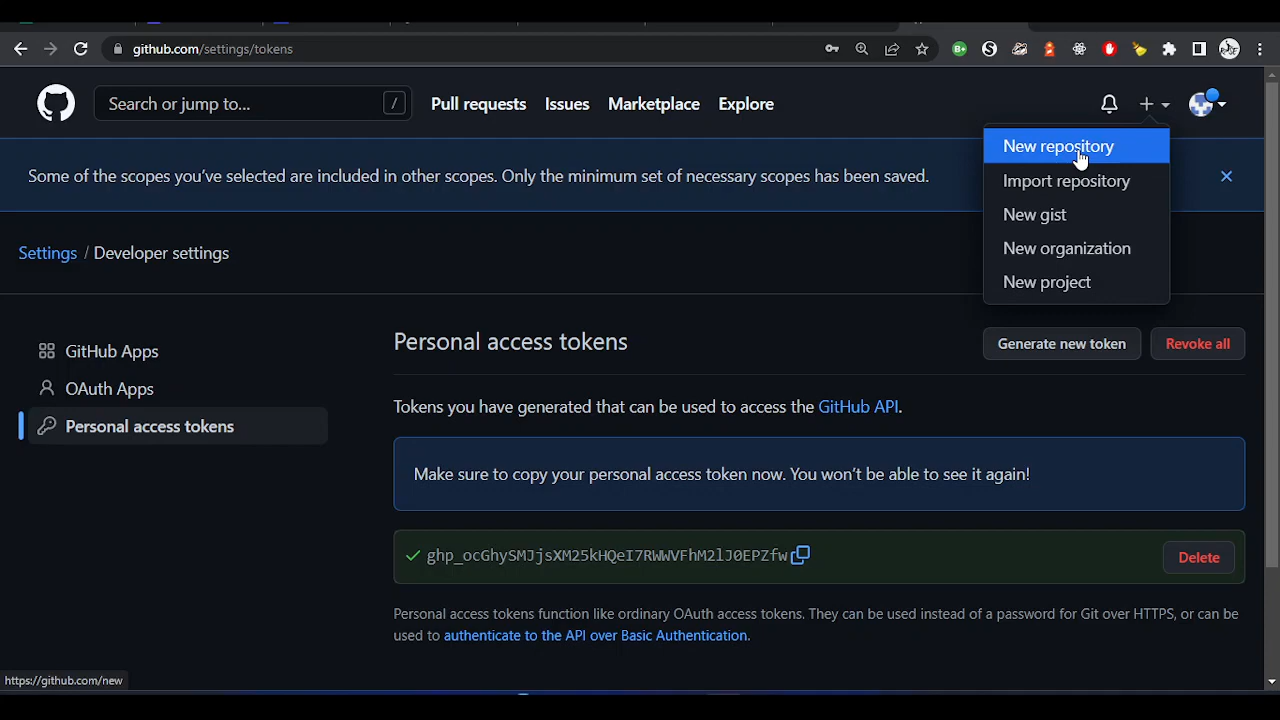 github.com/settings/tokens
Search or jump to... /
Pull requests Issues Marketplace Explore
New repository
Import repository
New gist
New organization
New project
Some of the scopes you've selected are included in other scopes. Only the minimum set of necessary scopes has been saved.
Settings / Developer settings
GitHub Apps
OAuth Apps
Personal access tokens
Personal access tokens
Generate new token
Revoke all
Tokens you have generated that can be used to access the GitHub API.
Make sure to copy your personal access token now. You won't be able to see it again!
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
Delete
Personal access tokens function like ordinary OAuth access tokens. They can be used instead of a password for Git over HTTPS, or can be
used to authenticate to the API over Basic Authentication.
https://github.com/new